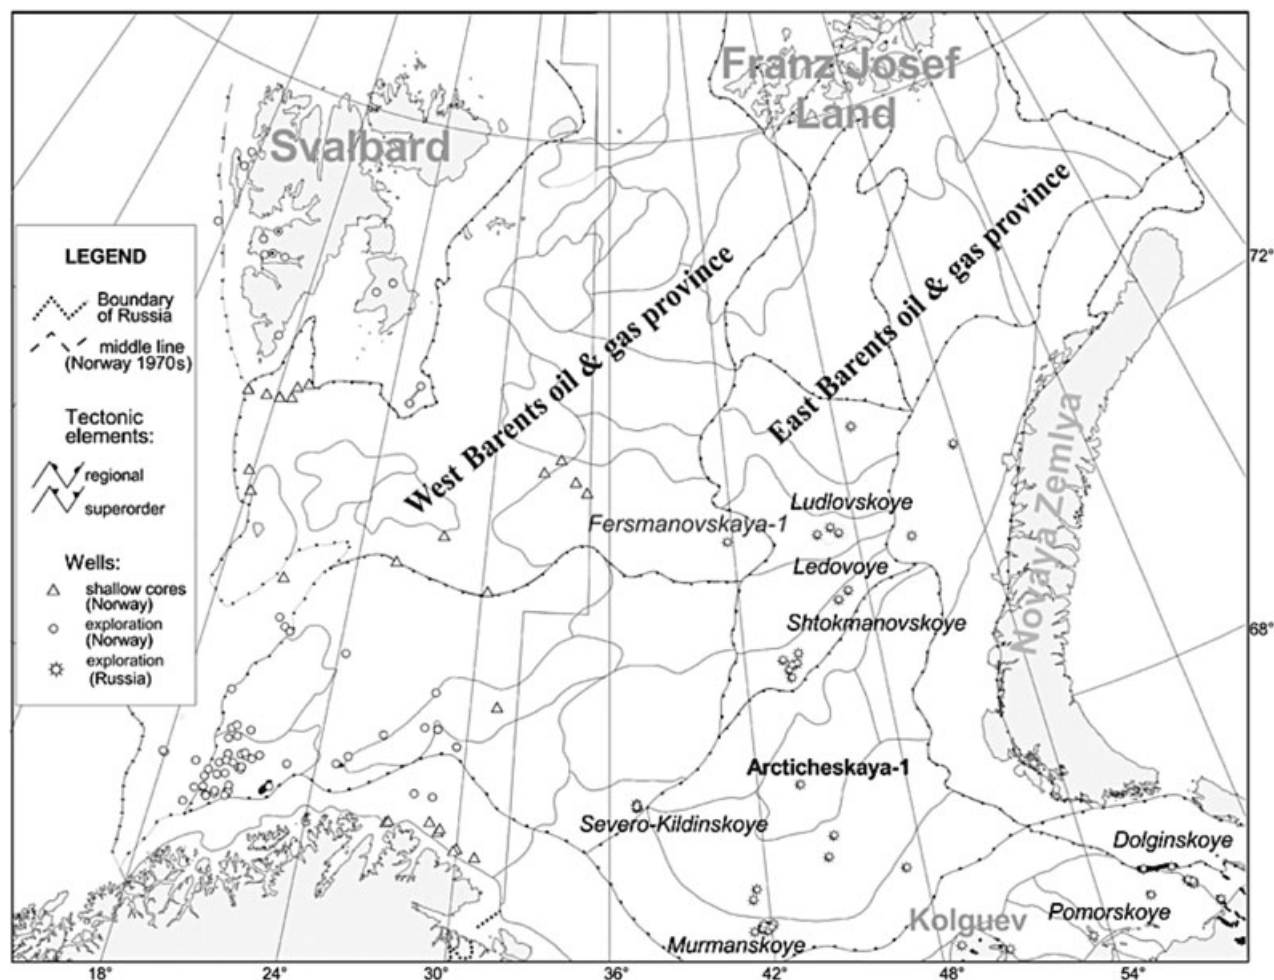 Franz Josef
Land
Svalbard
West Barents oil & gas province
East Barents oil & gas province
72°
LEGEND
Boundary
of Russia
middle line
(Norway 1970s)
Tectonic
elements:
regional
superorder
Wells:
shallow cores
(Norway)
exploration
(Norway)
exploration
(Russia)
Novaya Zemlya
Ludlovskoye
Fersmanovskaya-1
Ledovoye
Shtokmanovskoye
68°
Arcticheskaya-1
Severo-Kildinskoye
Dolginskoye
Pomorskoye
Kolguev
Murmanskoye
18°
24°
30°
36°
42°
48°
54°